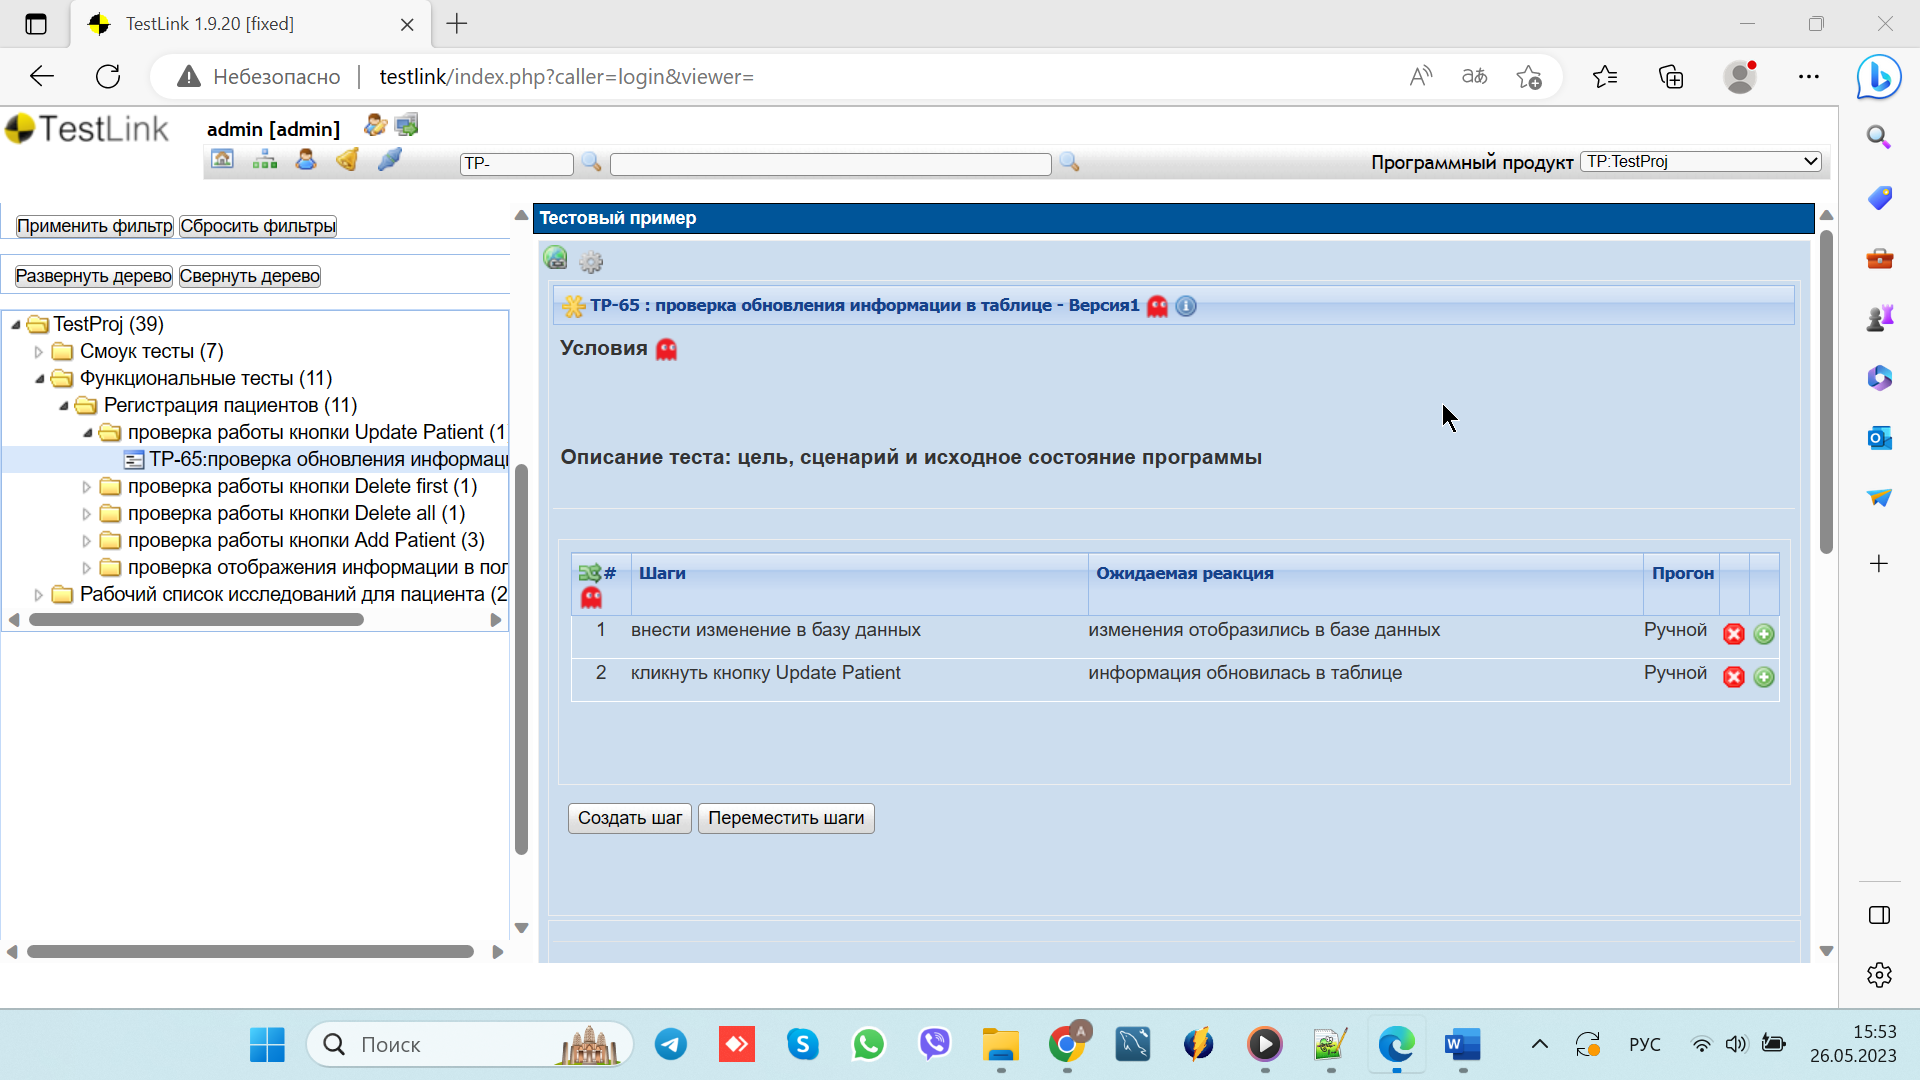 TestLink 1.9.20 [fixed]
Небезопасно testlink/index.php?caller=login&viewer=
TestLink
admin [admin]
TP-
Программный продукт TP:TestProj
Применить фильтр Сбросить фильтры
Развернуть дерево Свернуть дерево
TestProj (39)
Смоук тесты (7)
Функциональные тесты (11)
Регистрация пациентов (11)
проверка работы кнопки Update Patient (1
TP-65:проверка обновления информаци
проверка работы кнопки Delete first (1)
проверка работы кнопки Delete all (1)
проверка работы кнопки Add Patient (3)
проверка отображения информации в пол
Рабочий список исследований для пациента (2
Тестовый пример
TP-65 : проверка обновления информации в таблице - Версия1
Условия
Описание теста: цель, сценарий и исходное состояние программы
# Шаги Ожидаемая реакция Прогон
1 внести изменение в базу данных изменения отобразились в базе данных Ручной
2 кликнуть кнопку Update Patient информация обновилась в таблице Ручной
Создать шаг Переместить шаги
Поиск
A
РУС
15:53
26.05.2023